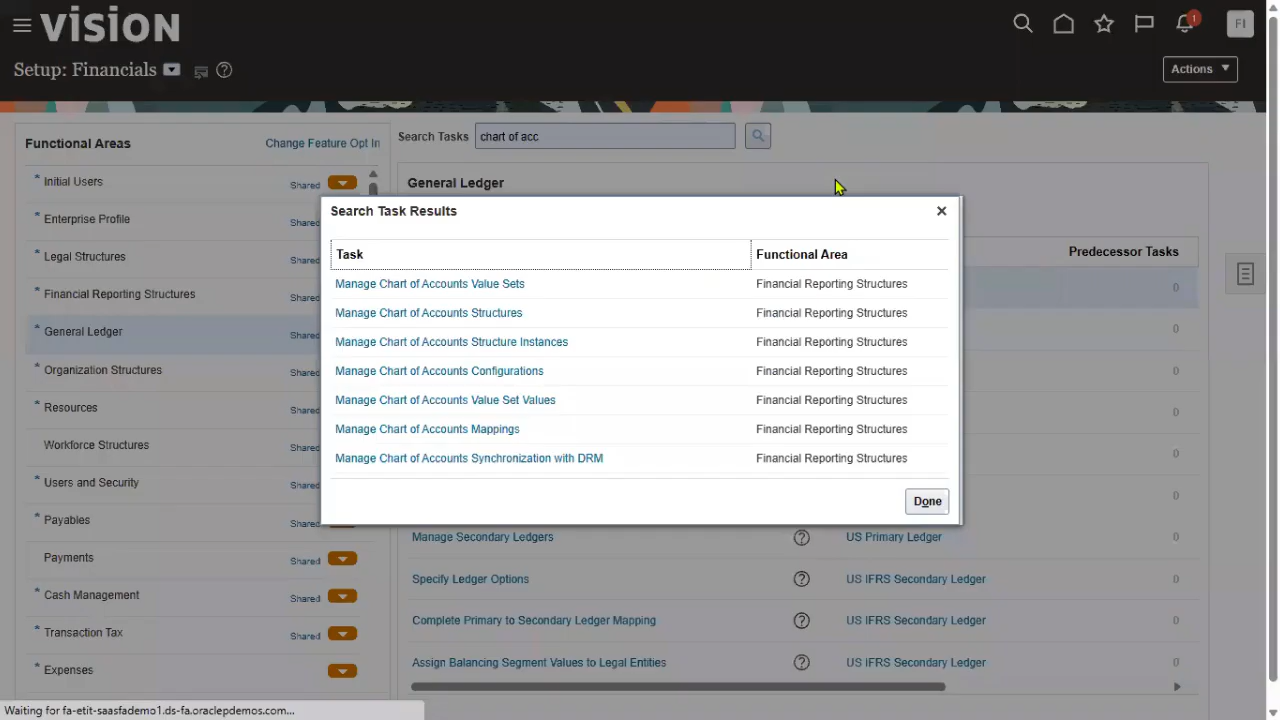 vision
FI
1
Setup: Financials
Actions
Functional Areas
Change Feature Opt In
Search Tasks chart of acc
* Initial Users Shared
* Enterprise Profile Shared
* Legal Structures Shared
* Financial Reporting Structures Shared
* General Ledger Shared
* Organization Structures Shared
* Resources Shared
Workforce Structures Shared
* Users and Security Shared
* Payables Shared
Payments Shared
* Cash Management Shared
* Transaction Tax Shared
* Expenses
General Ledger
Predecessor Tasks
0
0
0
0
0
Search Task Results
Task Functional Area
Manage Chart of Accounts Value Sets Financial Reporting Structures
Manage Chart of Accounts Structures Financial Reporting Structures
Manage Chart of Accounts Structure Instances Financial Reporting Structures
Manage Chart of Accounts Configurations Financial Reporting Structures
Manage Chart of Accounts Value Set Values Financial Reporting Structures
Manage Chart of Accounts Mappings Financial Reporting Structures
Manage Chart of Accounts Synchronization with DRM Financial Reporting Structures
Done
0
Manage Secondary Ledgers US Primary Ledger 0
Specify Ledger Options US IFRS Secondary Ledger 0
Complete Primary to Secondary Ledger Mapping US IFRS Secondary Ledger 0
Assign Balancing Segment Values to Legal Entities US IFRS Secondary Ledger 0
Waiting for fa-etit-saasfademo1.ds-fa.oraclepdemos.com...